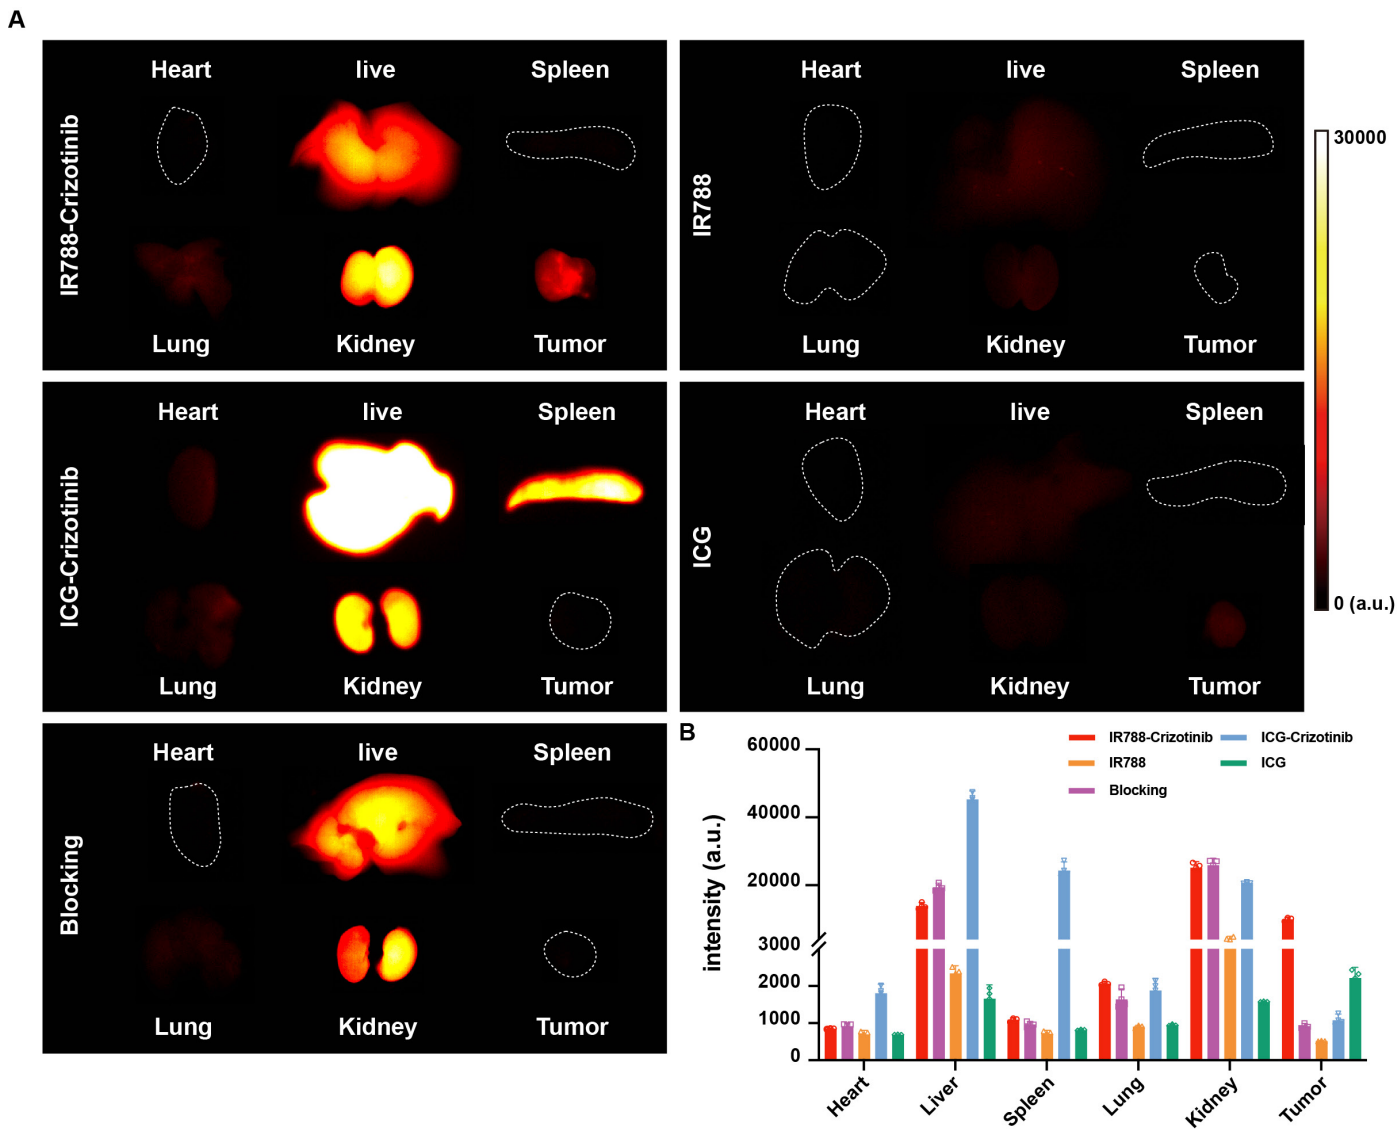 A
IR788-Crizotinib
Heart live Spleen
Lung Kidney Tumor
IR788
Heart live Spleen
Lung Kidney Tumor
30000
0 (a.u.)
ICG-Crizotinib
Heart live Spleen
Lung Kidney Tumor
ICG
Heart live Spleen
Lung Kidney Tumor
Blocking
Heart live Spleen
Lung Kidney Tumor
B
IR788-Crizotinib ICG-Crizotinib
IR788 ICG
Blocking
intensity (a.u.)
60000
40000
20000
3000
2000
1000
0
Heart Liver Spleen Lung Kidney Tumor